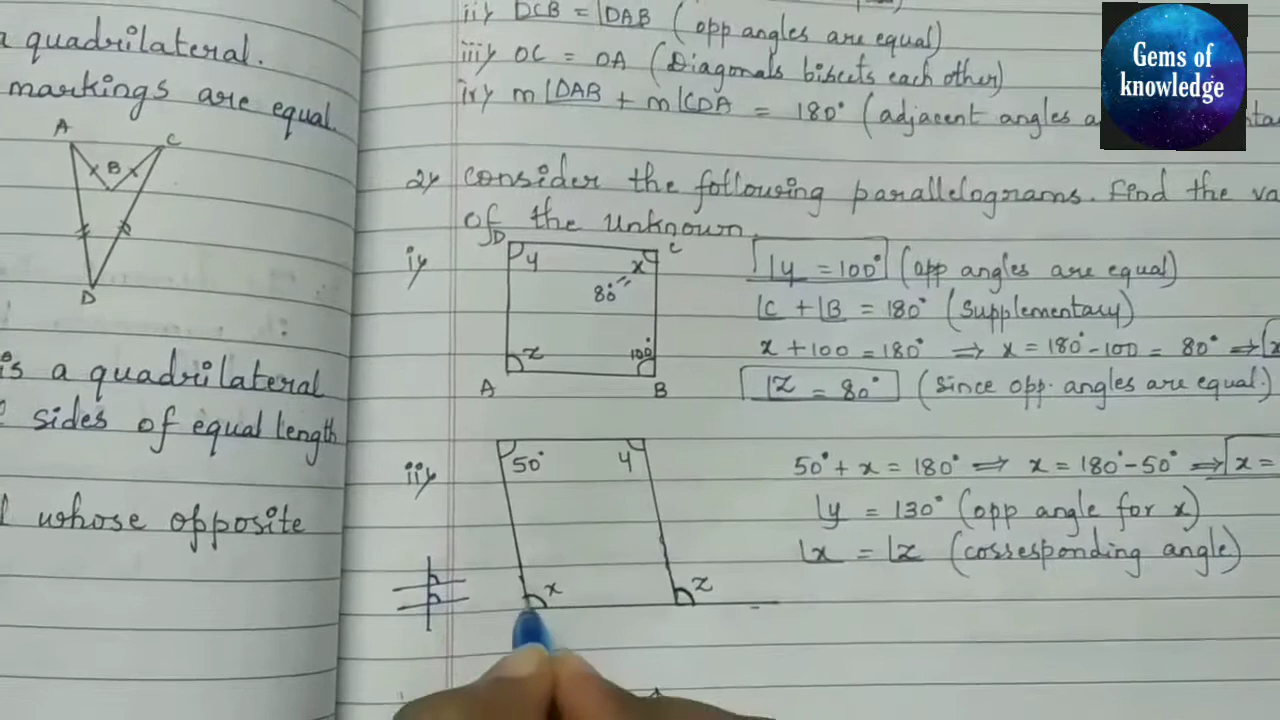 a quadrilateral.
markings are equal.
A
B
C
D
is a quadrilateral
sides of equal length
whose opposite
ii) DCB = ∠DAB (opp angles are equal)
iii) OC = OA (Diagonals bisects each other)
iv) m∠DAB + m∠CDA = 180° (adjacent angles
2) Consider the following parallelograms. Find the va
of the unknown.
i)
D
C
y
x
80°
z
100°
A
B
∠y = 100° (opp angles are equal)
∠C + ∠B = 180° (Supplementary)
x + 100 = 180° ⇒ x = 180° - 100 = 80° ⇒ x
∠z = 80° (Since opp. angles are equal.)
ii)
50°
y
x
z
50° + x = 180° ⇒ x = 180° - 50° ⇒ x =
∠y = 130° (opp angle for x)
∠x = ∠z (corresponding angle)
Gems of
knowledge